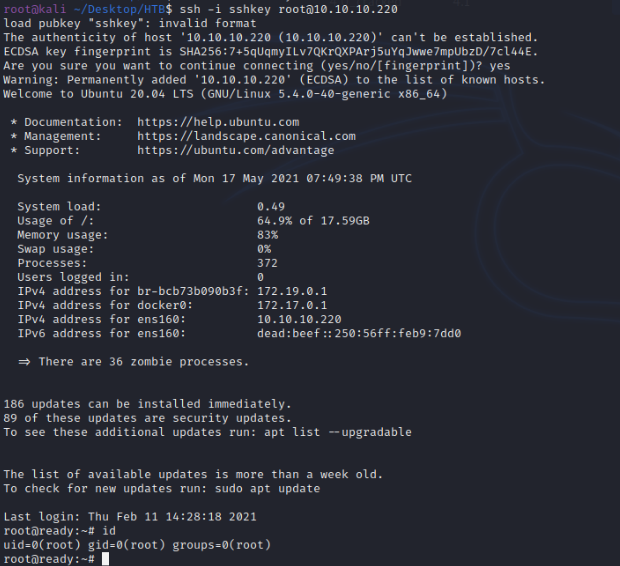 root@kali ~/Desktop/HTB$ ssh -i sshkey root@10.10.10.220
load pubkey "sshkey": invalid format
The authenticity of host '10.10.10.220 (10.10.10.220)' can't be established.
ECDSA key fingerprint is SHA256:7+5qUqmyILv7QKrQXPArj5uYqJwwe7mpUbzD/7cl44E.
Are you sure you want to continue connecting (yes/no/[fingerprint])? yes
Warning: Permanently added '10.10.10.220' (ECDSA) to the list of known hosts.
Welcome to Ubuntu 20.04 LTS (GNU/Linux 5.4.0-40-generic x86_64)
* Documentation: https://help.ubuntu.com
* Management: https://landscape.canonical.com
* Support: https://ubuntu.com/advantage
System information as of Mon 17 May 2021 07:49:38 PM UTC
System load: 0.49
Usage of /: 64.9% of 17.59GB
Memory usage: 83%
Swap usage: 0%
Processes: 372
Users logged in: 0
IPv4 address for br-bcb73b090b3f: 172.19.0.1
IPv4 address for docker0: 172.17.0.1
IPv4 address for ens160: 10.10.10.220
IPv6 address for ens160: dead:beef::250:56ff:feb9:7dd0
=> There are 36 zombie processes.
186 updates can be installed immediately.
89 of these updates are security updates.
To see these additional updates run: apt list --upgradable
The list of available updates is more than a week old.
To check for new updates run: sudo apt update
Last login: Thu Feb 11 14:28:18 2021
root@ready:~# id
uid=0(root) gid=0(root) groups=0(root)
root@ready:~#